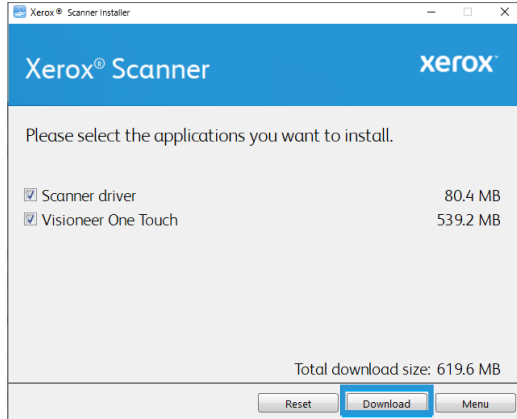 Xerox® Scanner Installer
Xerox® Scanner
xerox™
Please select the applications you want to install.
Scanner driver 80.4 MB
Visioneer One Touch 539.2 MB
Total download size: 619.6 MB
Reset Download Menu